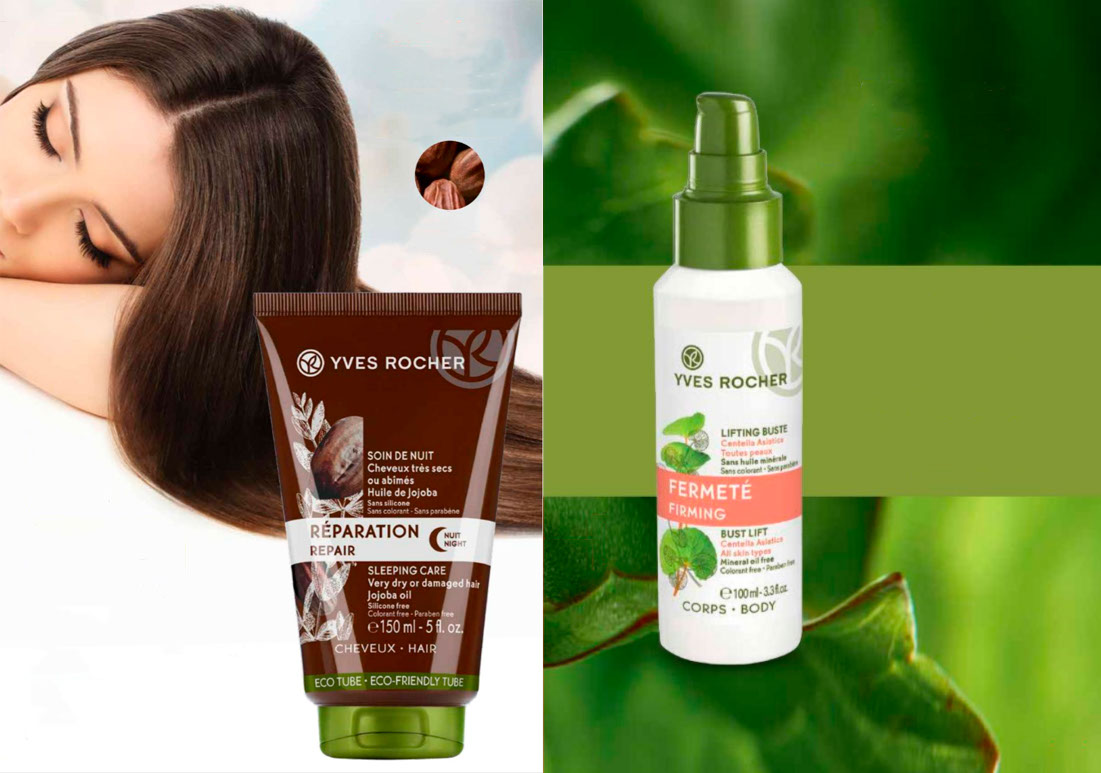 YVES ROCHER
SOIN DE NUIT
Cheveux très secs
ou abîmés
Huile de Jojoba
Sans silicone
Sans colorant - Sans parabène
RÉPARATION
REPAIR
NUIT
NIGHT
SLEEPING CARE
Very dry or damaged hair
Jojoba oil
Silicone free
Colorant free - Paraben free
℮150 ml - 5 fl. oz.
CHEVEUX • HAIR
ECO TUBE • ECO-FRIENDLY TUBE
YVES ROCHER
LIFTING BUSTE
Centella Asiatica
Toutes peaux
Sans huile minérale
Sans colorant - Sans parabène
FERMETÉ
FIRMING
BUST LIFT
Centella Asiatica
All skin types
Mineral oil free
Colorant free - Paraben free
℮100 ml - 3.3 fl.oz.
CORPS • BODY